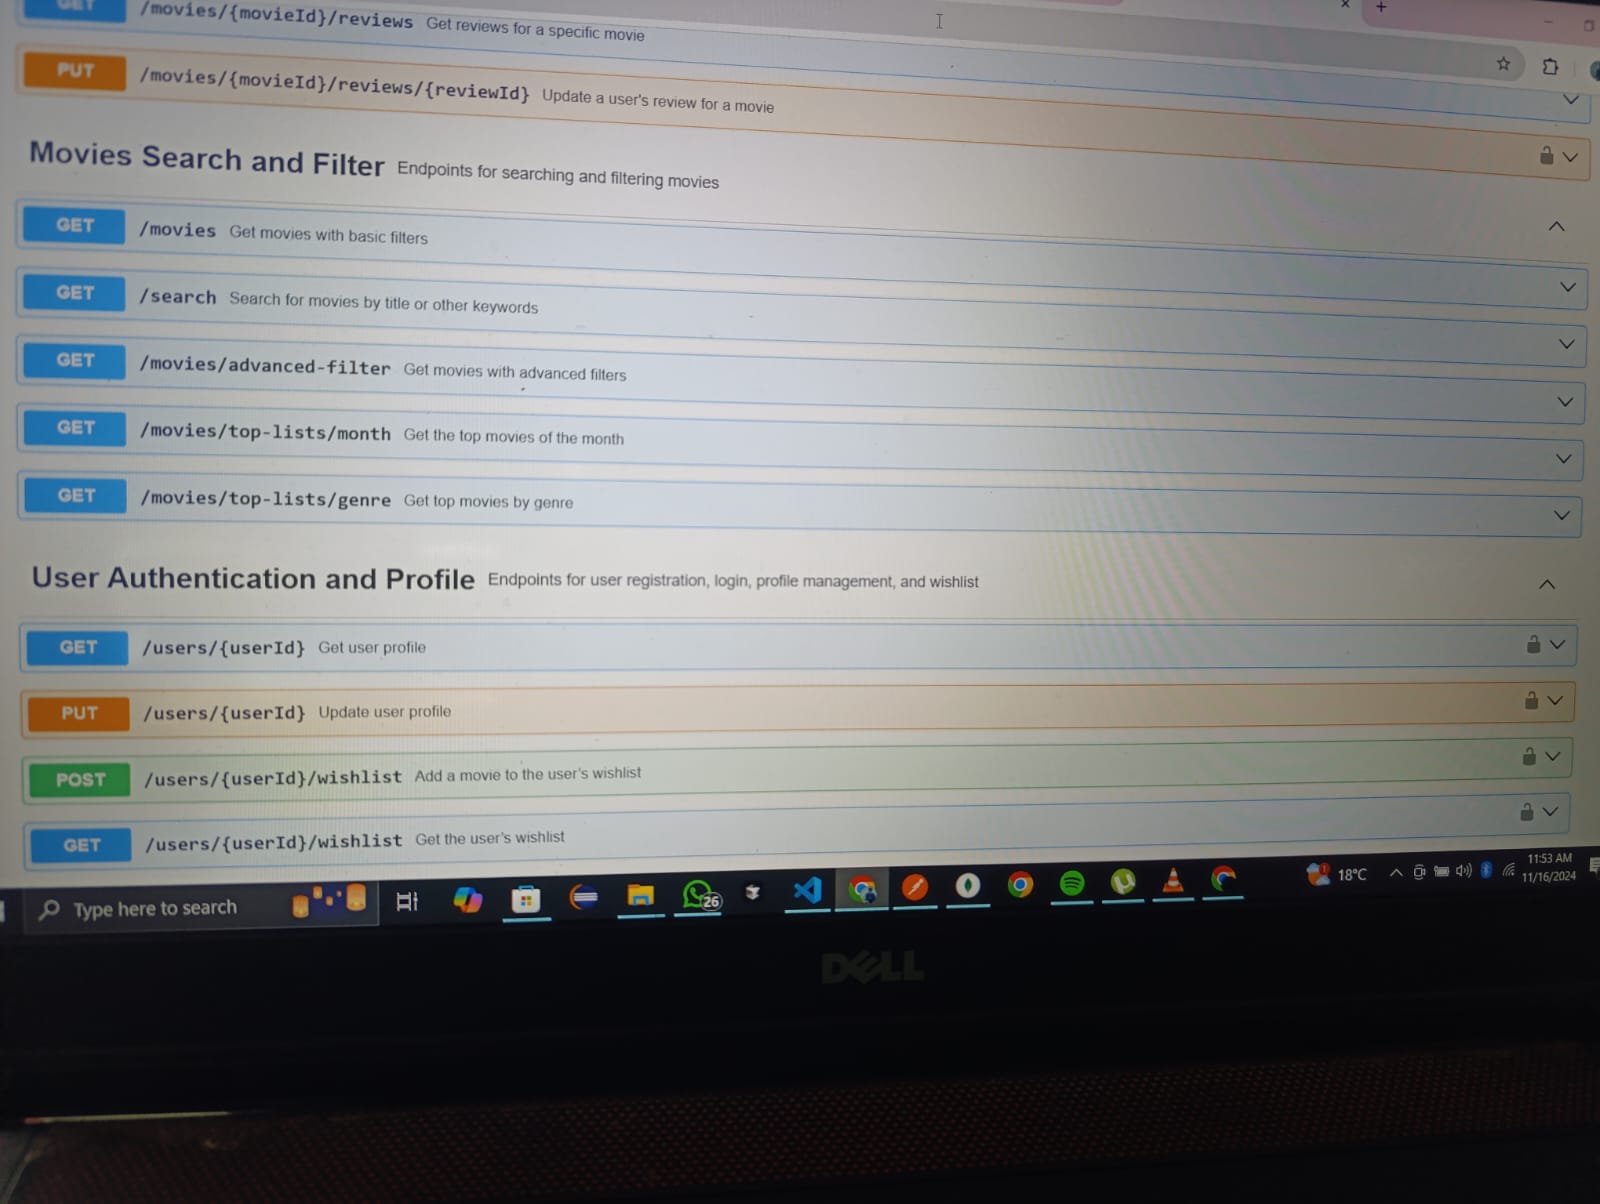 GET /movies/{movieId}/reviews Get reviews for a specific movie
PUT /movies/{movieId}/reviews/{reviewId} Update a user's review for a movie
Movies Search and Filter Endpoints for searching and filtering movies
GET /movies Get movies with basic filters
GET /search Search for movies by title or other keywords
GET /movies/advanced-filter Get movies with advanced filters
GET /movies/top-lists/month Get the top movies of the month
GET /movies/top-lists/genre Get top movies by genre
User Authentication and Profile Endpoints for user registration, login, profile management, and wishlist
GET /users/{userId} Get user profile
PUT /users/{userId} Update user profile
POST /users/{userId}/wishlist Add a movie to the user's wishlist
GET /users/{userId}/wishlist Get the user's wishlist
Type here to search 26 18°C 11:53 AM
11/16/2024
DELL